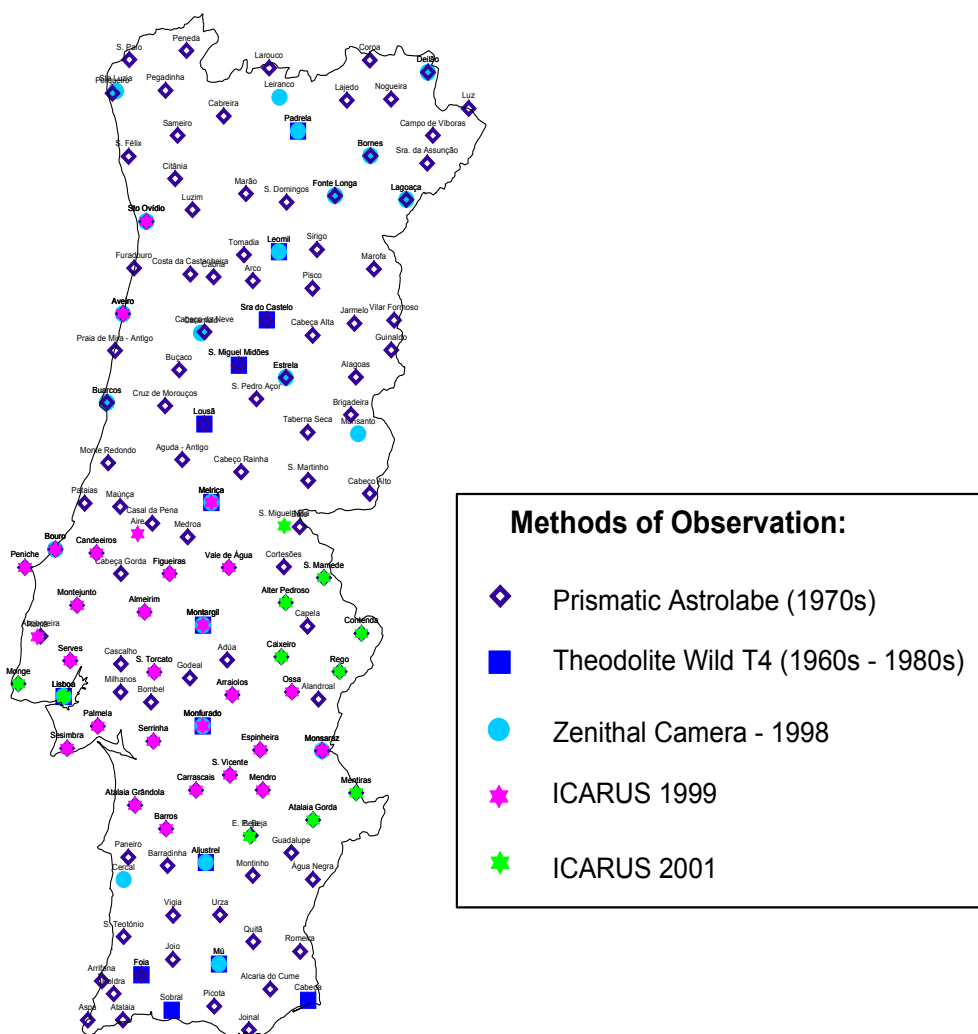 Peneda
S. Paio
Larouco
Coroa
Deilão
Sta Luzia
Pegadinha
Leiranco
Lajedo
Nogueira
Luz
Cabreira
Padrela
Sameiro
Campo de Víboras
S. Félix
Bornes
Sra. da Assunção
Citânia
Marão
S. Domingos
Fonte Longa
Lagoaça
Luzim
Sto Ovídio
Leomil
Sirigo
Furadouro
Tomadia
Costa da Castanheira
Arco
Marofa
Pisco
Aveiro
Sra do Castelo
Jarmelo
Vilar Formoso
Cabeço da Neve
Cabeça Alta
Praia de Mira - Antigo
Guinaldo
Buçaco
S. Miguel Midões
Estrela
Alagoas
Buarcos
Cruz de Morouços
S. Pedro Açor
Brigadeira
Lousã
Taberna Seca
Monsanto
Monte Redondo
Aguda - Antigo
Cabeço Rainha
S. Martinho
Cabeço Alto
Melriça
Pataias
Maúnça
Casal da Pena
Aire
Medroa
Bouro
Candeeiros
Peniche
Cabeça Gorda
Figueiras
Vale de Água
Cortesões
S. Mamede
Montejunto
Almeirim
Alter Pedroso
Montargil
Capela
Contenda
Serves
Cascalho
S. Torcato
Adúa
Caixeiro
Rego
Monge
Lisboa
Milhanos
Bombel
Godeal
Arraiolos
Ossa
Alandroal
Palmela
Monfurado
Sesimbra
Serrinha
Espinheira
Monsaraz
S. Vicente
Carrascais
Mendro
Mentiras
Atalaia Grândola
Barros
Atalaia Gorda
Paneiro
Barradinha
Aljustrel
Guadalupe
Cercal
Montinho
Água Negra
Vigia
Urza
S. Teotónio
Quitã
Joio
Mú
Romeira
Arrifana
Foia
Alcaria do Cume
Cabeça
Aspa
Atalaia
Sobral
Picota
Joinal
Methods of Observation:
Prismatic Astrolabe (1970s)
Theodolite Wild T4 (1960s - 1980s)
Zenithal Camera - 1998
ICARUS 1999
ICARUS 2001